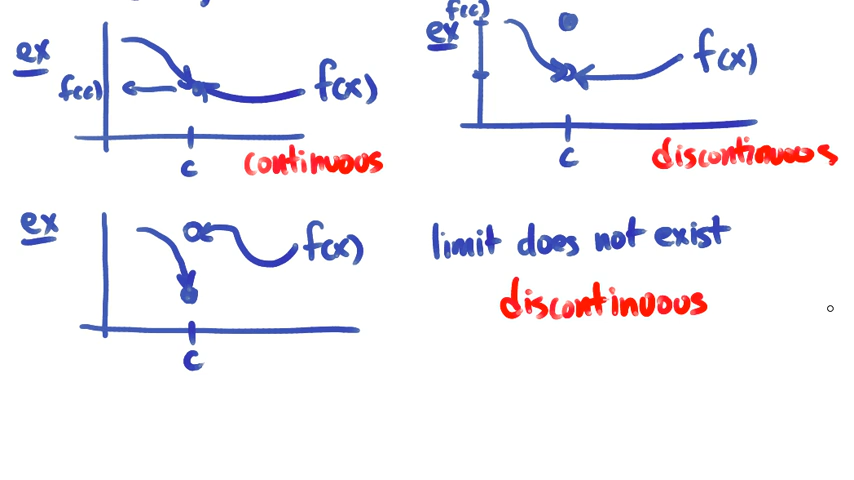 ex
f(c)
f(x)
c
continuous
f(c)
ex
f(x)
c
discontinuous
ex
f(x)
c
limit does not exist
discontinuous